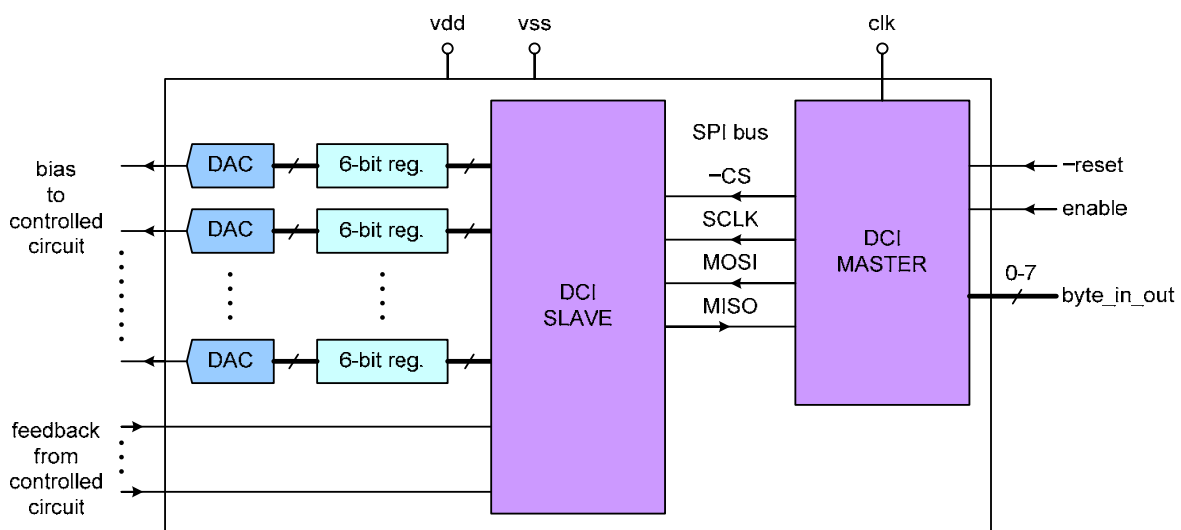 vdd
vss
clk
bias
to
controlled
circuit
DAC
6-bit reg.
DAC
6-bit reg.
DAC
6-bit reg.
feedback
from
controlled
circuit
DCI
SLAVE
SPI bus
–CS
SCLK
MOSI
MISO
DCI
MASTER
–reset
enable
0-7
byte_in_out